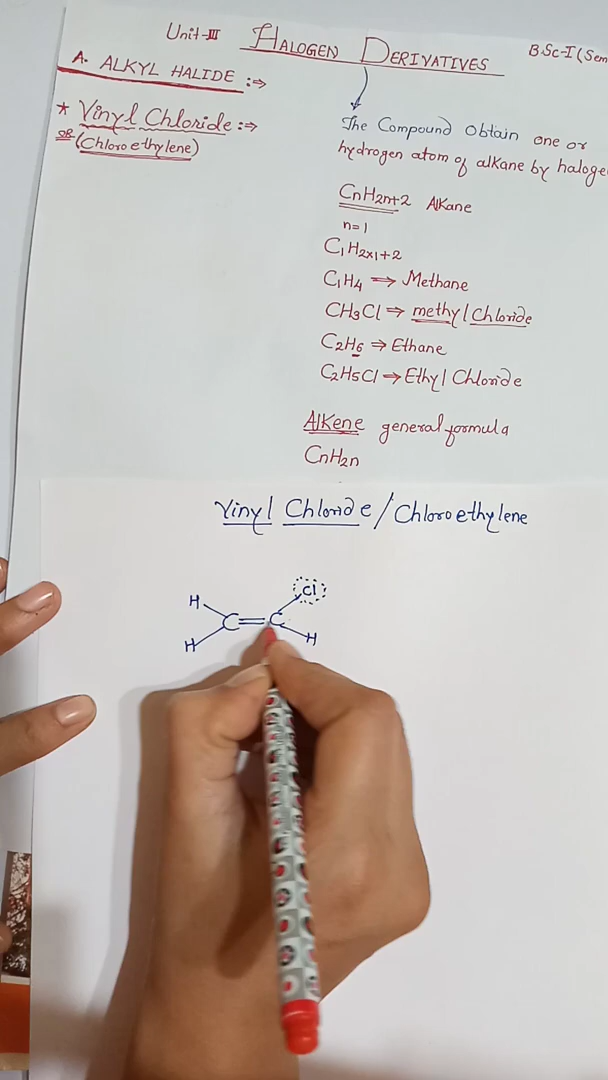 Unit-III HALOGEN DERIVATIVES BSc-I (Sem
A. ALKYL HALIDE :⇒
* Vinyl Chloride :⇒
OR (Chloroethylene)
The Compound Obtain one or
hydrogen atom of alkane by haloge
CnH2n+2 Alkane
n=1
C1H2x1+2
C1H4 ⇒ Methane
CH3Cl ⇒ methyl Chloride
C2H6 ⇒ Ethane
C2H5Cl ⇒ Ethyl Chloride
Alkene general formula
CnH2n
Vinyl Chloride / Chloroethylene
H Cl
C=C
H H